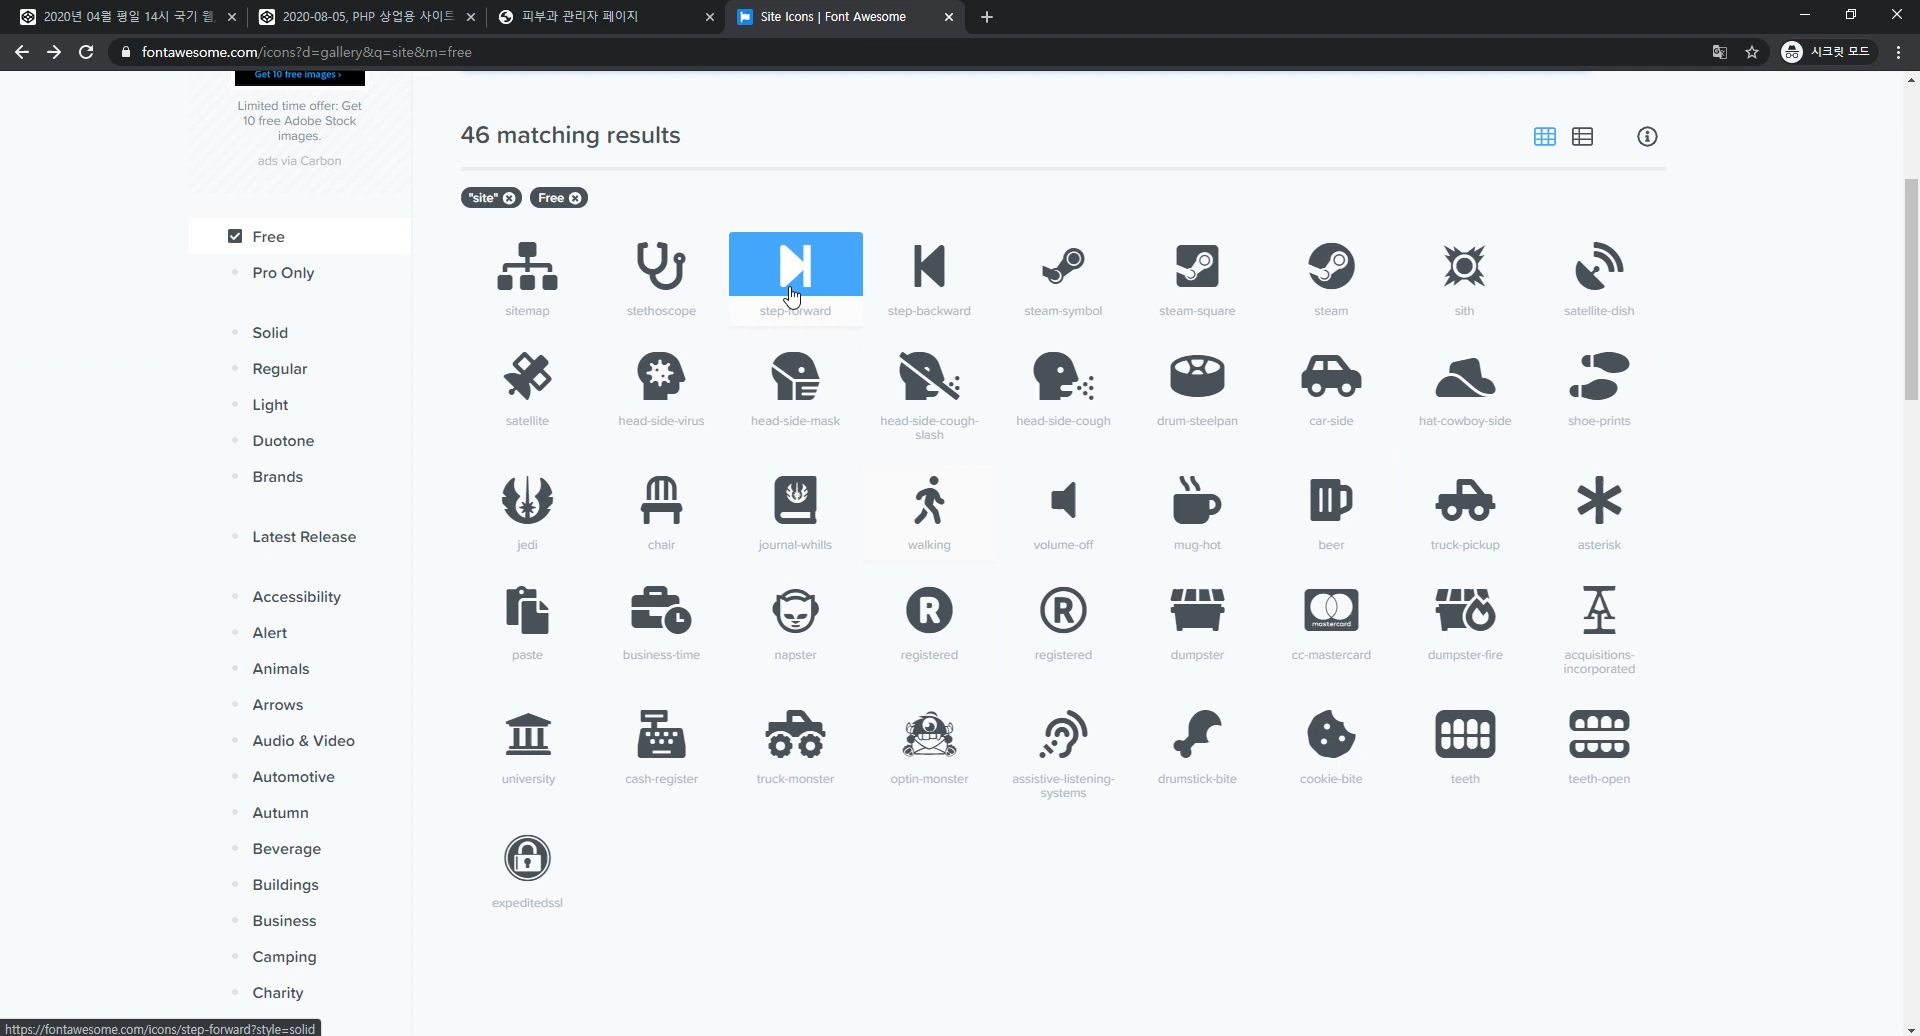 2020년 04월 평일 14시 국기 웹
2020-08-05, PHP 상업용 사이트
피부과 관리자 페이지
Site Icons | Font Awesome
fontawesome.com/icons?d=gallery&q=site&m=free
시크릿 모드
Get 10 free images ›
Limited time offer: Get
10 free Adobe Stock
images.
ads via Carbon
Free
Pro Only
Solid
Regular
Light
Duotone
Brands
Latest Release
Accessibility
Alert
Animals
Arrows
Audio & Video
Automotive
Autumn
Beverage
Buildings
Business
Camping
Charity
46 matching results
"site"
Free
sitemap
stethoscope
step-forward
step-backward
steam-symbol
steam-square
steam
sith
satellite-dish
satellite
head-side-virus
head-side-mask
head-side-cough-
slash
head-side-cough
drum-steelpan
car-side
hat-cowboy-side
shoe-prints
jedi
chair
journal-whills
walking
volume-off
mug-hot
beer
truck-pickup
asterisk
paste
business-time
napster
R
registered
R
registered
dumpster
mastercard
cc-mastercard
dumpster-fire
acquisitions-
incorporated
university
cash-register
truck-monster
optin-monster
assistive-listening-
systems
drumstick-bite
cookie-bite
teeth
teeth-open
expeditedssl
https://fontawesome.com/icons/step-forward?style=solid